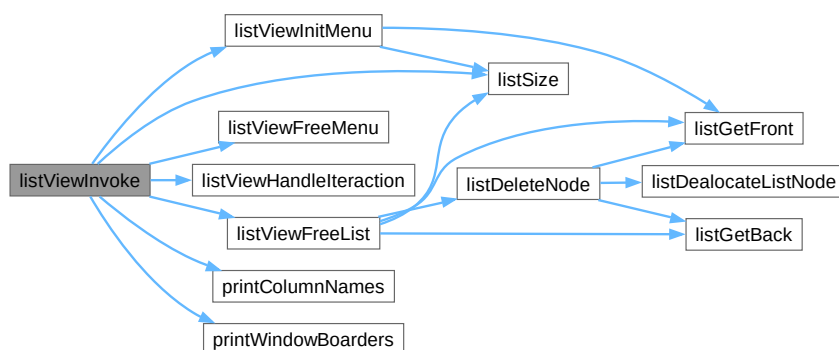 listViewInitMenu
listSize
listViewFreeMenu
listGetFront
listViewInvoke
listViewHandleIteraction
listDeleteNode
listDealocateListNode
listViewFreeList
listGetBack
printColumnNames
printWindowBoarders